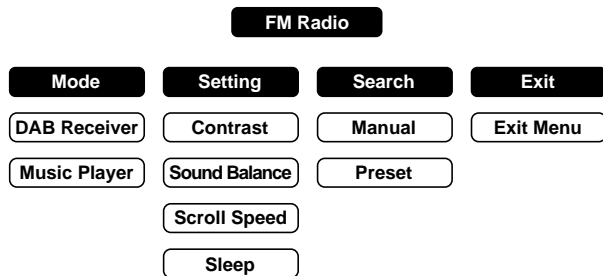 FM Radio
Mode Setting Search Exit
DAB Receiver Contrast Manual Exit Menu
Music Player Sound Balance Preset
Scroll Speed
Sleep